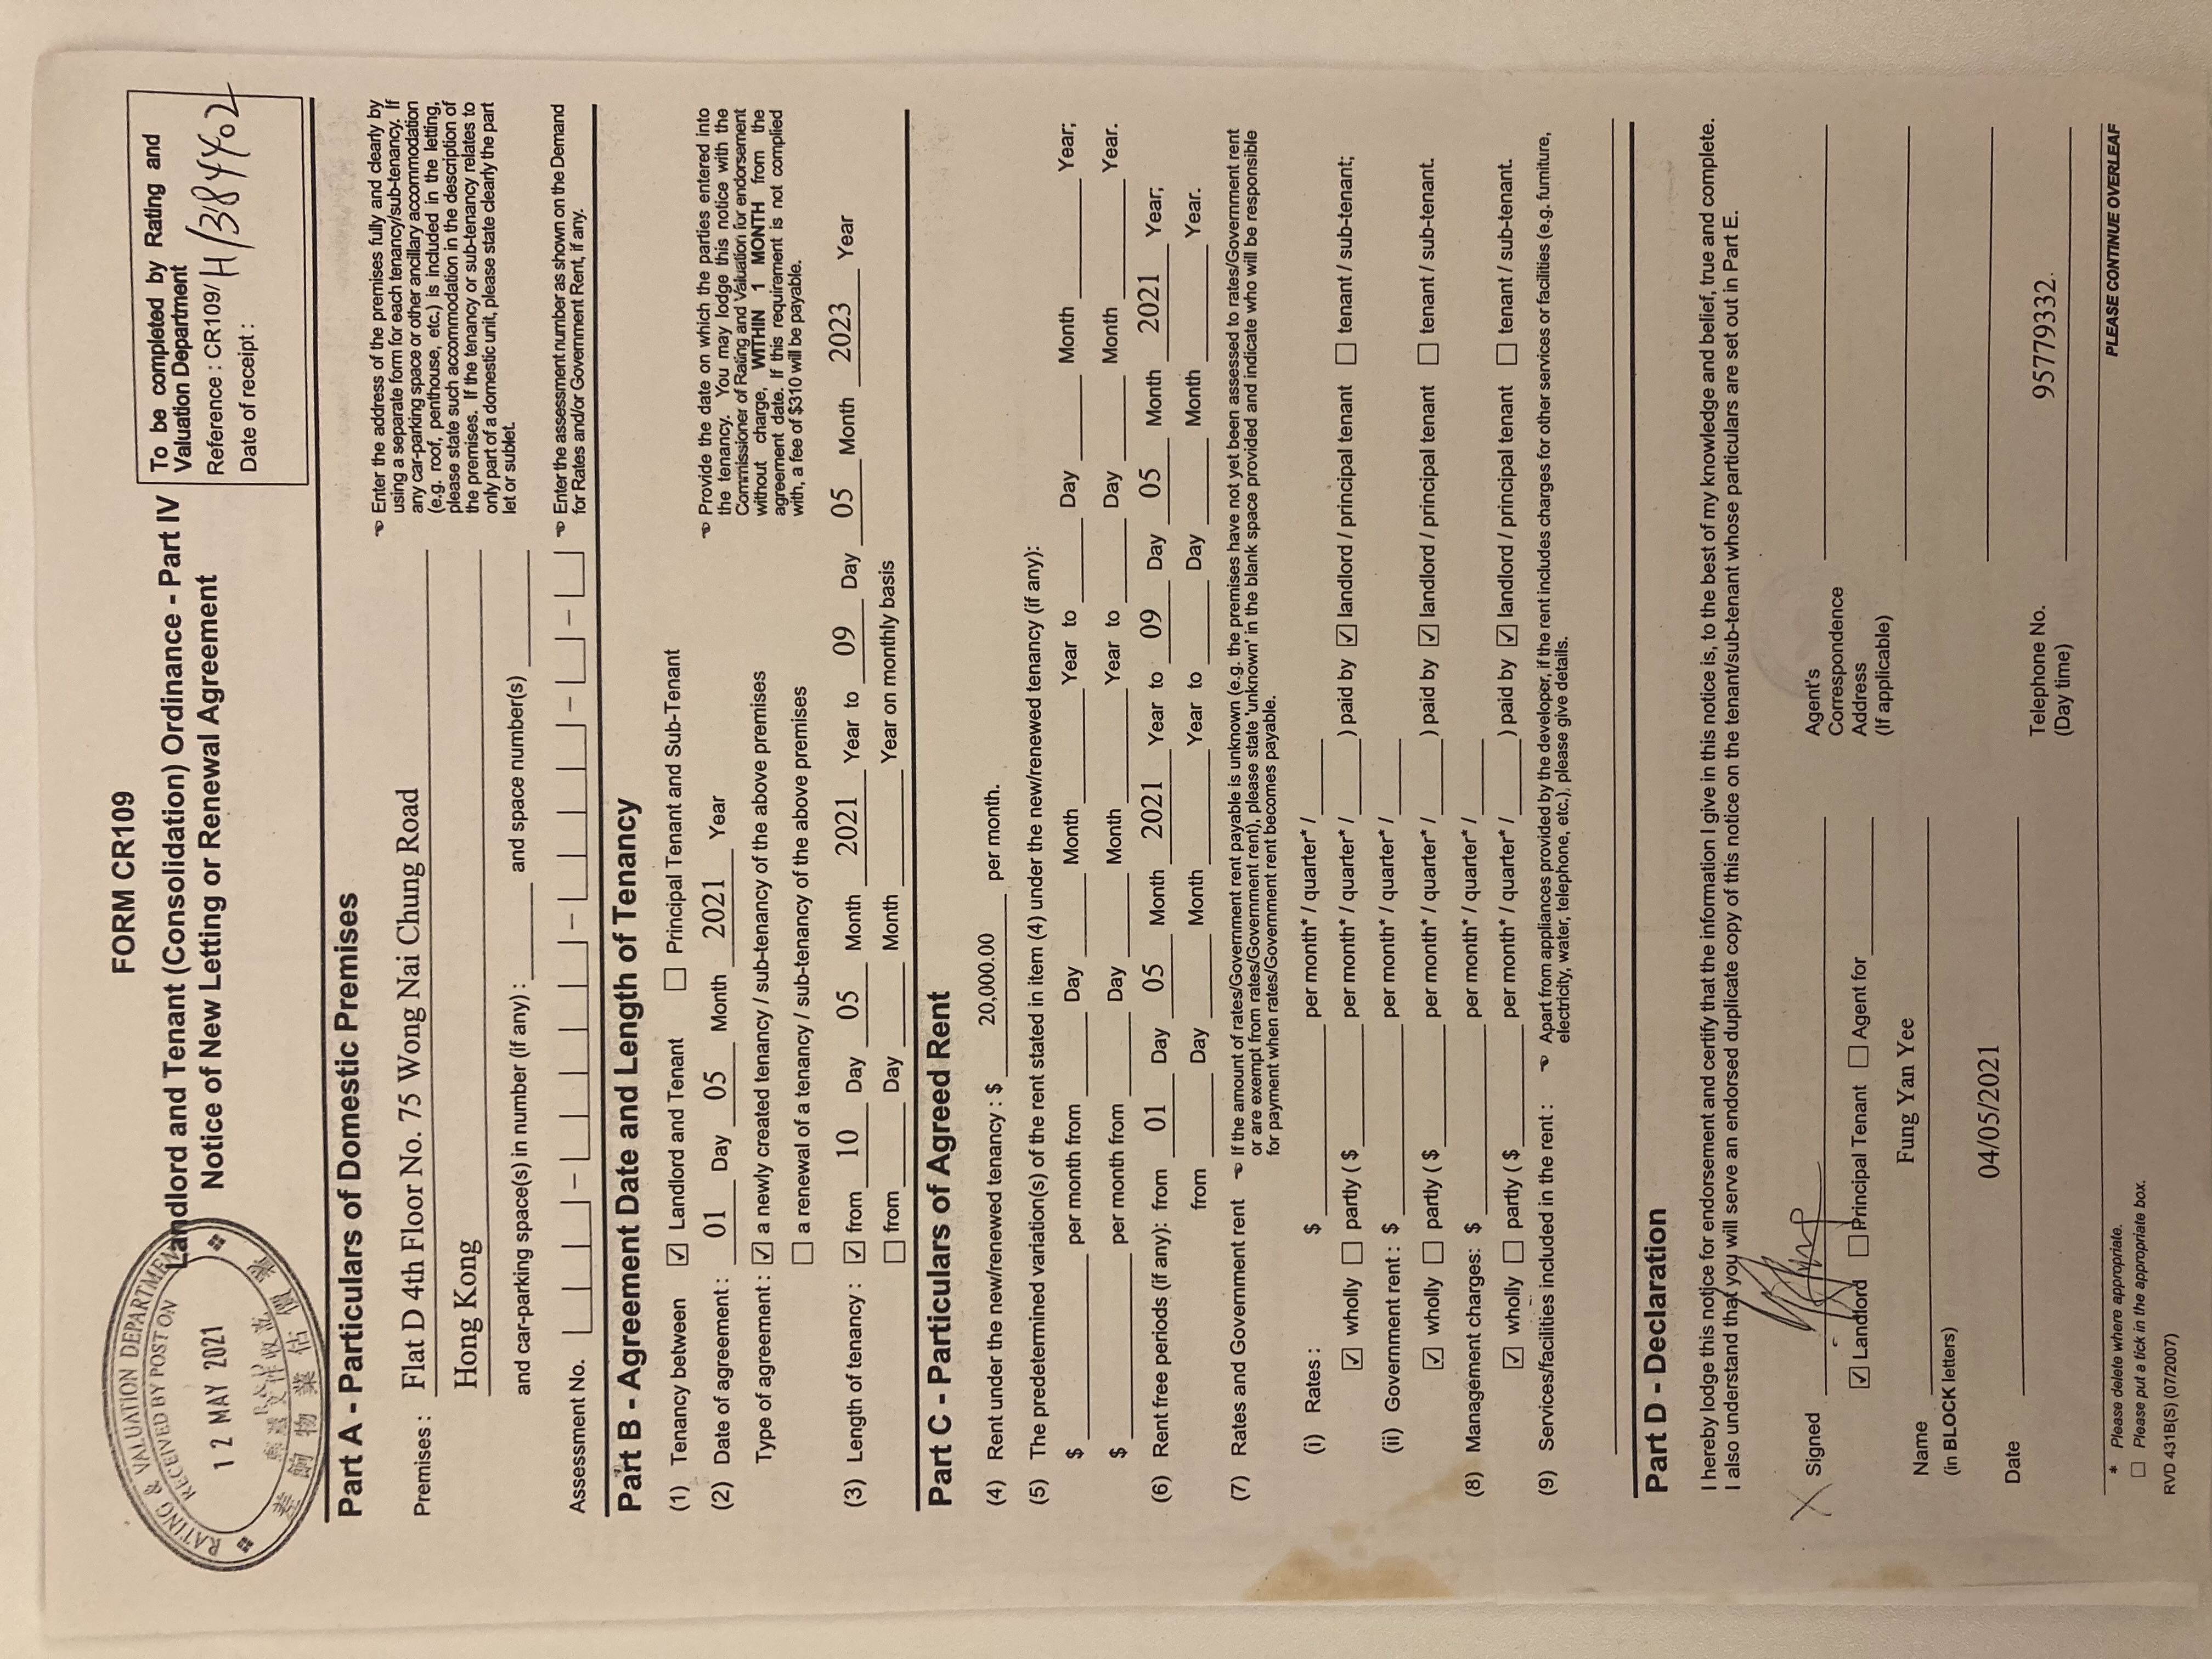 FORM CR109
Landlord and Tenant (Consolidation) Ordinance - Part IV
Notice of New Letting or Renewal Agreement
RATING & VALUATION DEPARTMENT
RECEIVED BY POST ON
12 MAY 2021
差餉物業估價署
To be completed by Rating and
Valuation Department
Reference : CR109/ H/384402
Date of receipt :
Part A - Particulars of Domestic Premises
Premises : Flat D 4th Floor No. 75 Wong Nai Chung Road
Hong Kong
and car-parking space(s) in number (if any) : and space number(s)
☜ Enter the address of the premises fully and clearly by
using a separate form for each tenancy/sub-tenancy. If
any car-parking space or other ancillary accommodation
(e.g. roof, penthouse, etc.) is included in the letting,
please state such accommodation in the description of
the premises. If the tenancy or sub-tenancy relates to
only part of a domestic unit, please state clearly the part
let or sublet.
Assessment No.
☜ Enter the assessment number as shown on the Demand
for Rates and/or Government Rent, if any.
Part B - Agreement Date and Length of Tenancy
(1) Tenancy between ☑ Landlord and Tenant ☐ Principal Tenant and Sub-Tenant
(2) Date of agreement : 01 Day 05 Month 2021 Year
Type of agreement : ☑ a newly created tenancy / sub-tenancy of the above premises
☐ a renewal of a tenancy / sub-tenancy of the above premises
☜ Provide the date on which the parties entered into
the tenancy. You may lodge this notice with the
Commissioner of Rating and Valuation for endorsement
without charge, WITHIN 1 MONTH from the
agreement date. If this requirement is not complied
with, a fee of $310 will be payable.
(3) Length of tenancy : ☑ from 10 Day 05 Month 2021 Year to 09 Day 05 Month 2023 Year
☐ from Day Month Year on monthly basis
Part C - Particulars of Agreed Rent
(4) Rent under the new/renewed tenancy : $ 20,000.00 per month.
(5) The predetermined variation(s) of the rent stated in item (4) under the new/renewed tenancy (if any):
$ per month from Day Month Year to Day Month Year;
$ per month from Day Month Year to Day Month Year.
(6) Rent free periods (if any): from 01 Day 05 Month 2021 Year to 09 Day 05 Month 2021 Year;
from Day Month Year to Day Month Year.
(7) Rates and Government rent ☜ If the amount of rates/Government rent payable is unknown (e.g. the premises have not yet been assessed to rates/Government rent
or are exempt from rates/Government rent), please state 'unknown' in the blank space provided and indicate who will be responsible
for payment when rates/Government rent becomes payable.
(i) Rates : $ per month* / quarter* /
☑ wholly ☐ partly ( $ per month* / quarter* / ) paid by ☑ landlord / principal tenant ☐ tenant / sub-tenant;
(ii) Government rent : $ per month* / quarter* /
☑ wholly ☐ partly ( $ per month* / quarter* / ) paid by ☑ landlord / principal tenant ☐ tenant / sub-tenant.
(8) Management charges: $ per month* / quarter* /
☑ wholly ☐ partly ( $ per month* / quarter* / ) paid by ☑ landlord / principal tenant ☐ tenant / sub-tenant.
(9) Services/facilities included in the rent : ☜ Apart from appliances provided by the developer, if the rent includes charges for other services or facilities (e.g. furniture,
electricity, water, telephone, etc.), please give details.
Part D - Declaration
I hereby lodge this notice for endorsement and certify that the information I give in this notice is, to the best of my knowledge and belief, true and complete.
I also understand that you will serve an endorsed duplicate copy of this notice on the tenant/sub-tenant whose particulars are set out in Part E.
X Signed
☑ Landlord ☐ Principal Tenant ☐ Agent for
Name Fung Yan Yee
(in BLOCK letters)
Date 04/05/2021
Agent's
Correspondence
Address
(If applicable)
Telephone No. 95779332
(Day time)
* Please delete where appropriate.
☐ Please put a tick in the appropriate box.
PLEASE CONTINUE OVERLEAF
RVD 431B(S) (07/2007)